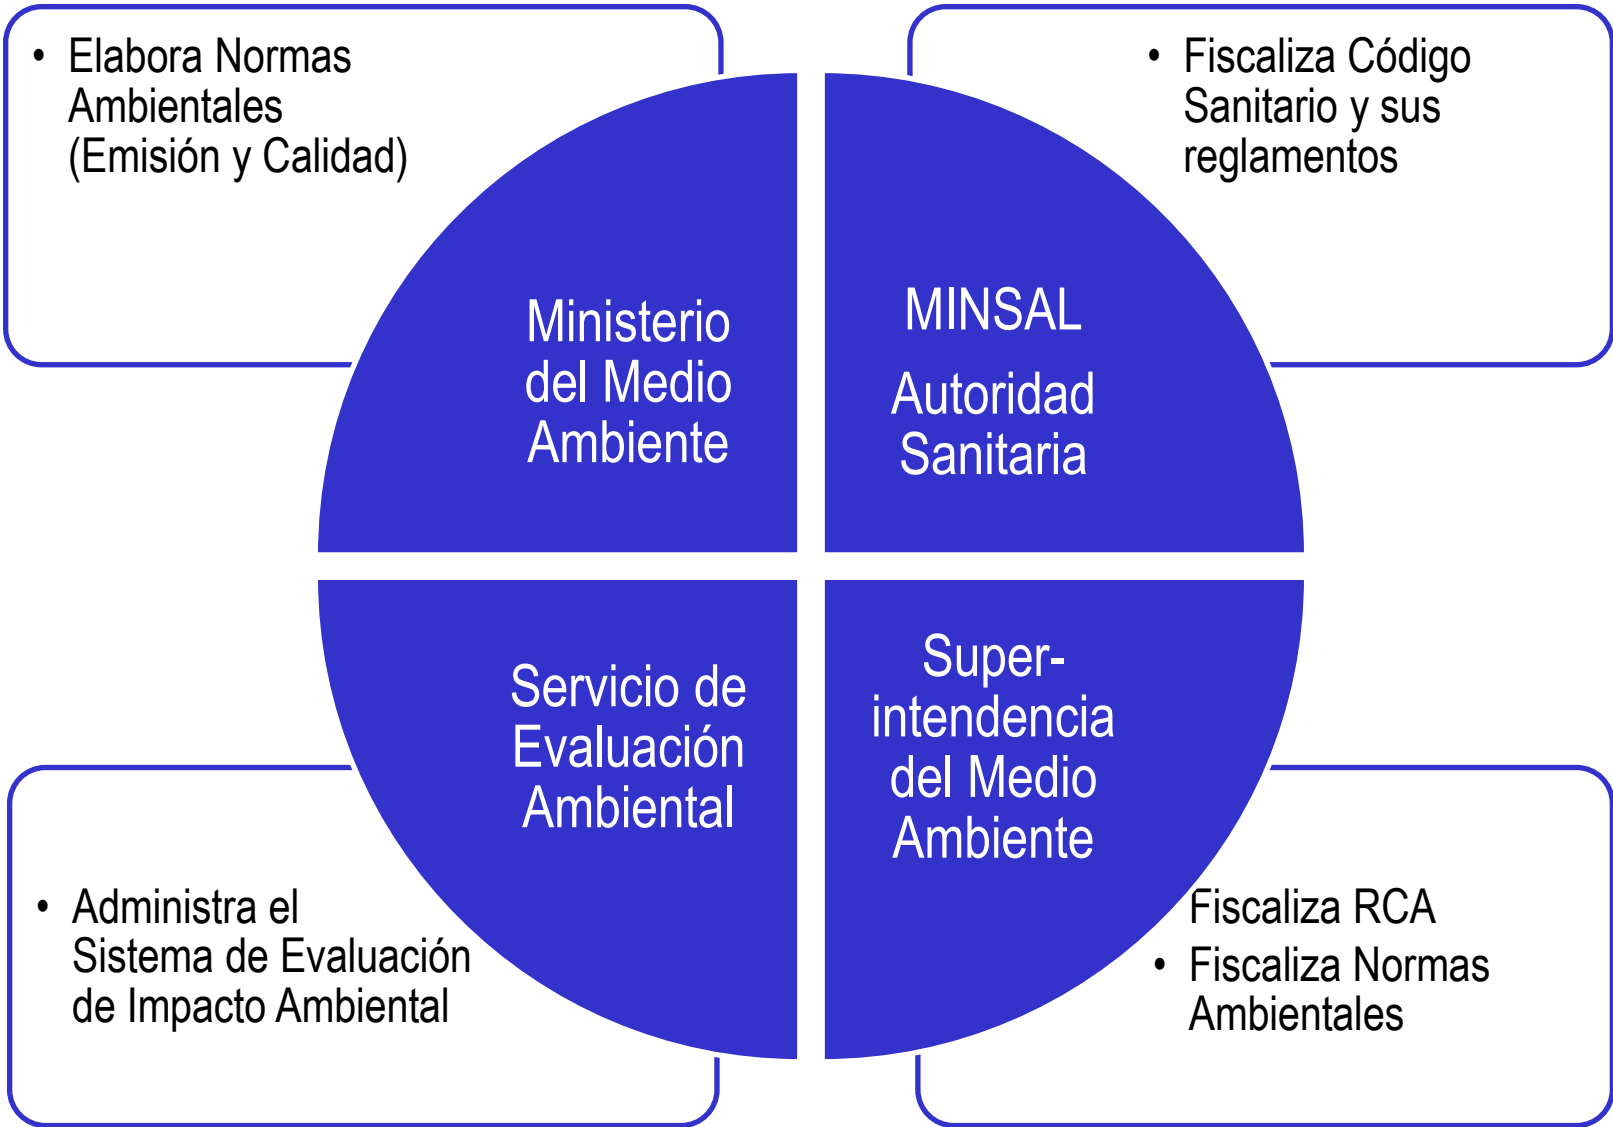 • Elabora Normas
Ambientales
(Emisión y Calidad)
• Fiscaliza Código
Sanitario y sus
reglamentos
Ministerio
del Medio
Ambiente
MINSAL
Autoridad
Sanitaria
Servicio de
Evaluación
Ambiental
Super-
intendencia
del Medio
Ambiente
• Administra el
Sistema de Evaluación
de Impacto Ambiental
Fiscaliza RCA
• Fiscaliza Normas
Ambientales